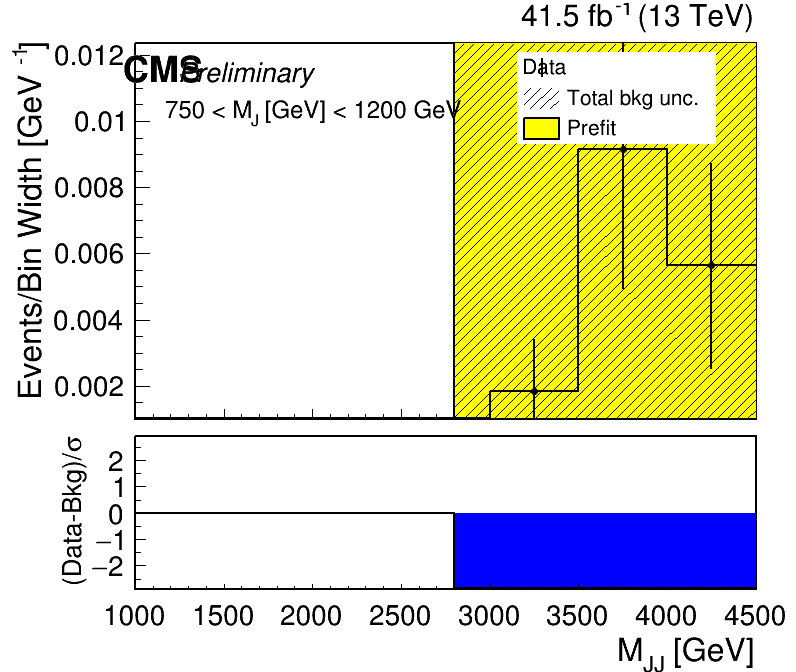 41.5 fb⁻¹ (13 TeV)
CMS Preliminary
750 < M_J [GeV] < 1200 GeV
Data
Total bkg unc.
Prefit
Events/Bin Width [GeV⁻¹]
0.012
0.01
0.008
0.006
0.004
0.002
(Data-Bkg)/σ
2
1
0
−1
−2
1000 1500 2000 2500 3000 3500 4000 4500
M_JJ [GeV]